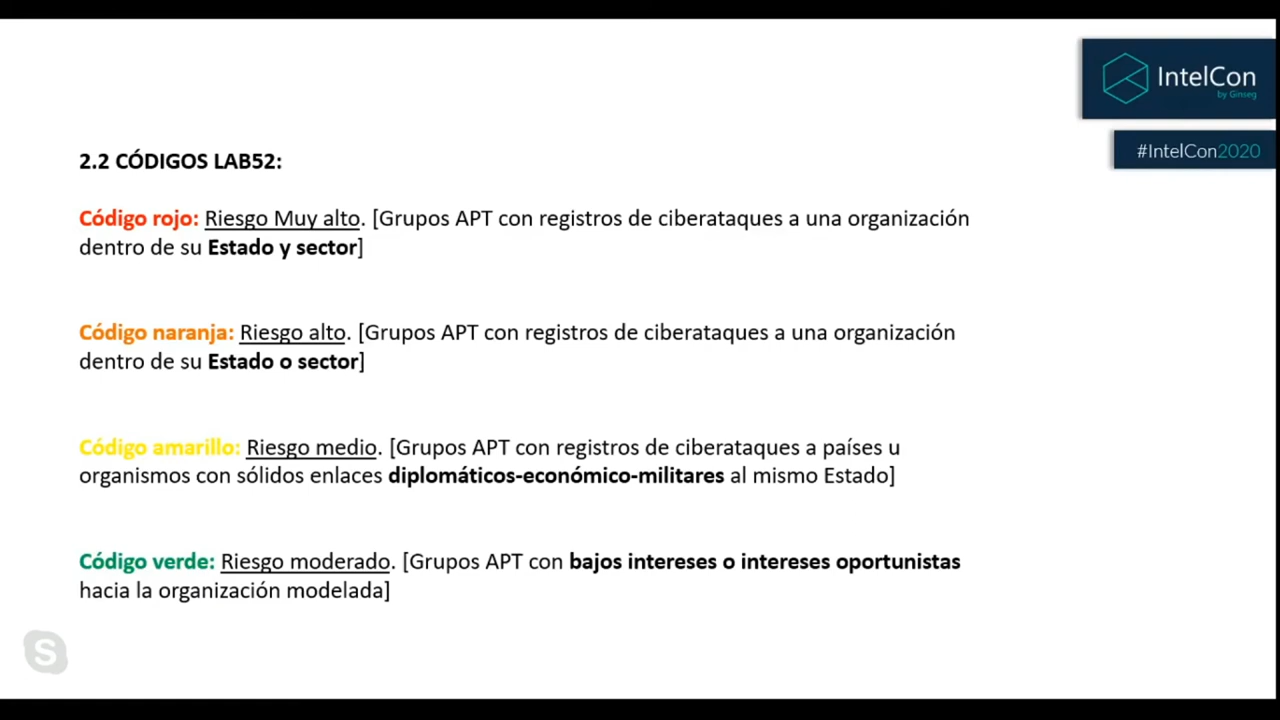 IntelCon
by Ginseg
#IntelCon2020
2.2 CÓDIGOS LAB52:
Código rojo: Riesgo Muy alto. [Grupos APT con registros de ciberataques a una organización
dentro de su Estado y sector]
Código naranja: Riesgo alto. [Grupos APT con registros de ciberataques a una organización
dentro de su Estado o sector]
Código amarillo: Riesgo medio. [Grupos APT con registros de ciberataques a países u
organismos con sólidos enlaces diplomáticos-económico-militares al mismo Estado]
Código verde: Riesgo moderado. [Grupos APT con bajos intereses o intereses oportunistas
hacia la organización modelada]
S